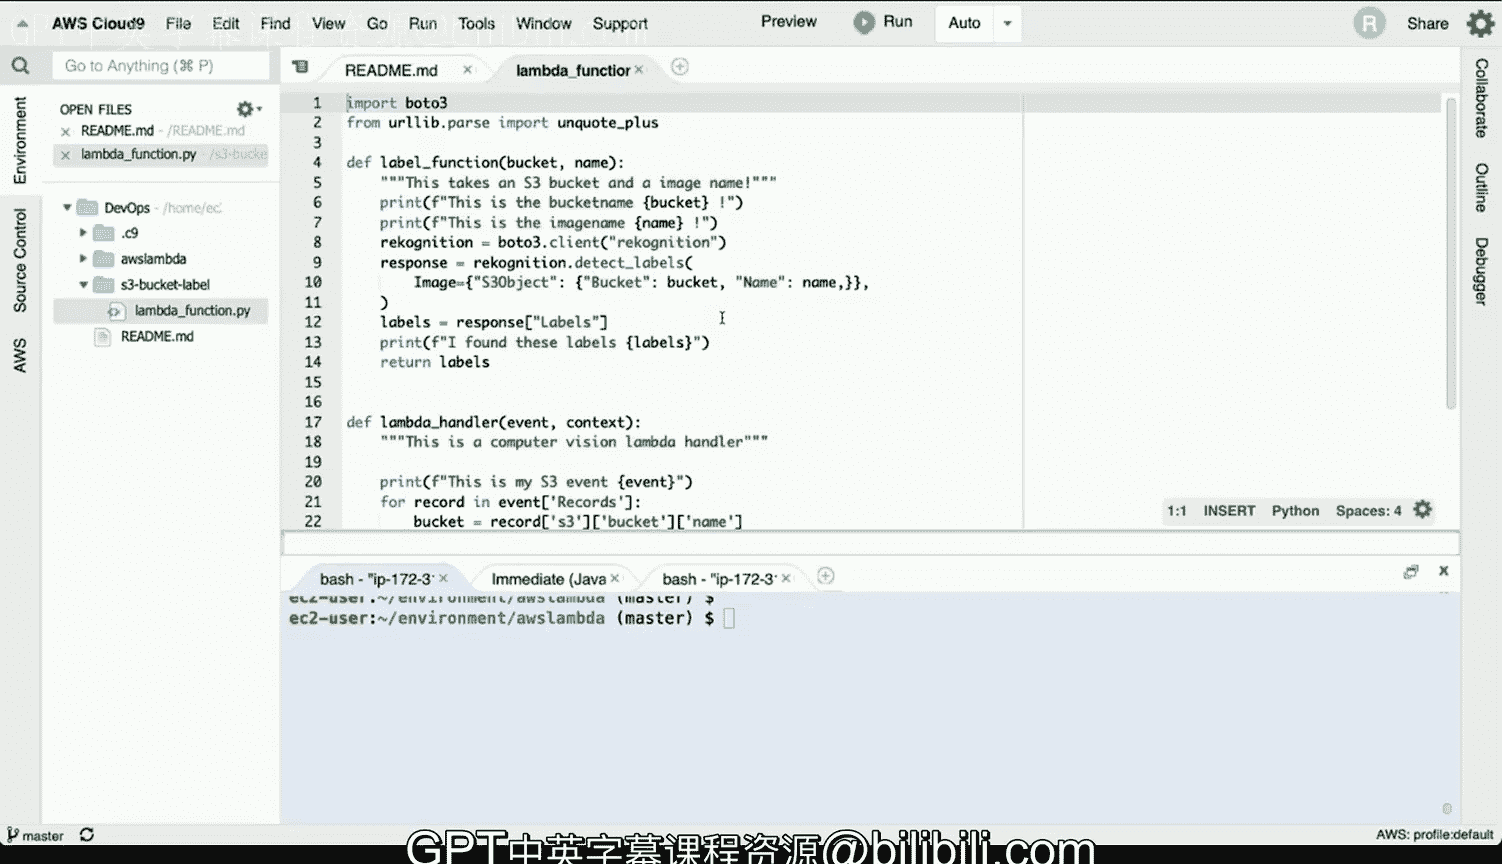 AWS Cloud9 File Edit Find View Go Run Tools Window Support Preview Run Auto R Share
Go to Anything (⌘ P)
README.md × lambda_functior ×
Environment
Source Control
AWS
OPEN FILES
× README.md - /README.md
× lambda_function.py - /s3-bucke
DevOps - /home/ec
.c9
awslambda
s3-bucket-label
lambda_function.py
README.md
1 import boto3
2 from urllib.parse import unquote_plus
3
4 def label_function(bucket, name):
5 """This takes an S3 bucket and a image name!"""
6 print(f"This is the bucketname {bucket} !")
7 print(f"This is the imagename {name} !")
8 rekognition = boto3.client("rekognition")
9 response = rekognition.detect_labels(
10 Image={"S3Object": {"Bucket": bucket, "Name": name,}},
11 )
12 labels = response["Labels"]
13 print(f"I found these labels {labels}")
14 return labels
15
16
17 def lambda_handler(event, context):
18 """This is a computer vision lambda handler"""
19
20 print(f"This is my S3 event {event}")
21 for record in event['Records']:
22 bucket = record['s3']['bucket']['name']
1:1 INSERT Python Spaces: 4
Collaborate
Outline
Debugger
bash - "ip-172-3 × Immediate (Java × bash - "ip-172-3 ×
ec2-user:~/environment/awslambda (master) $
ec2-user:~/environment/awslambda (master) $
master
AWS: profile:default
GPT中英字幕课程资源@bilibili.com